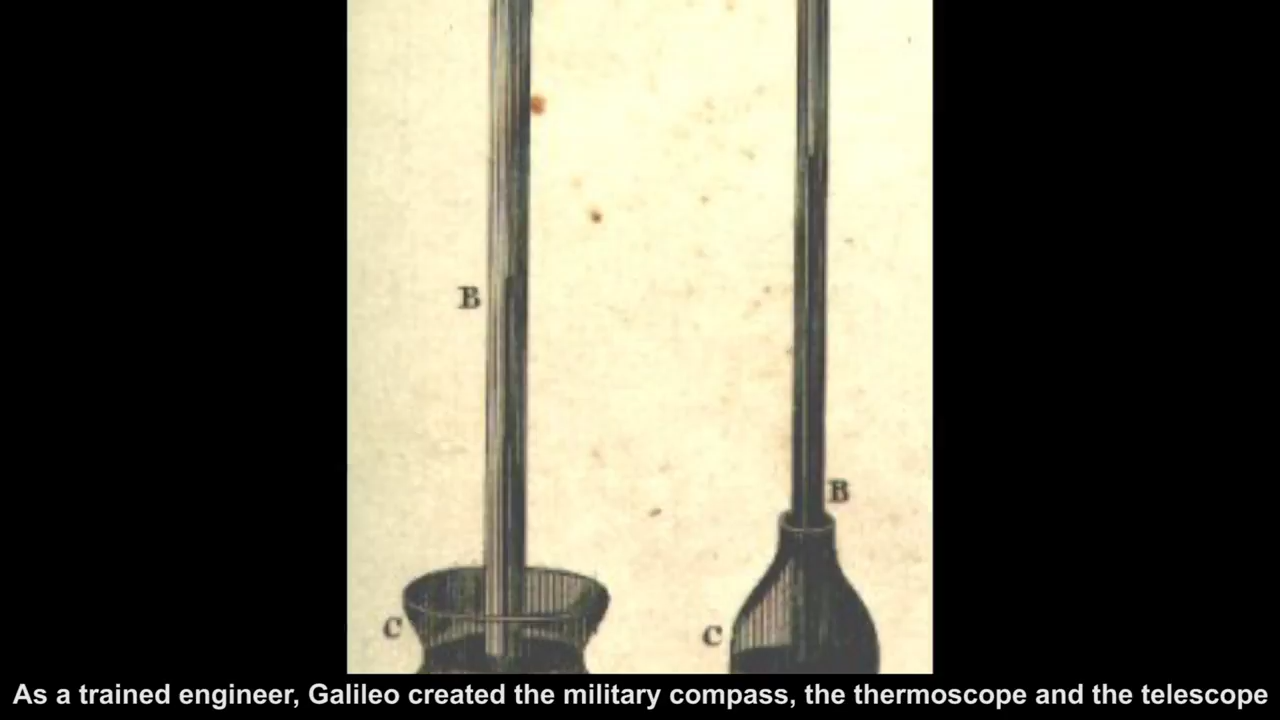 B
B
C
C
As a trained engineer, Galileo created the military compass, the thermoscope and the telescope